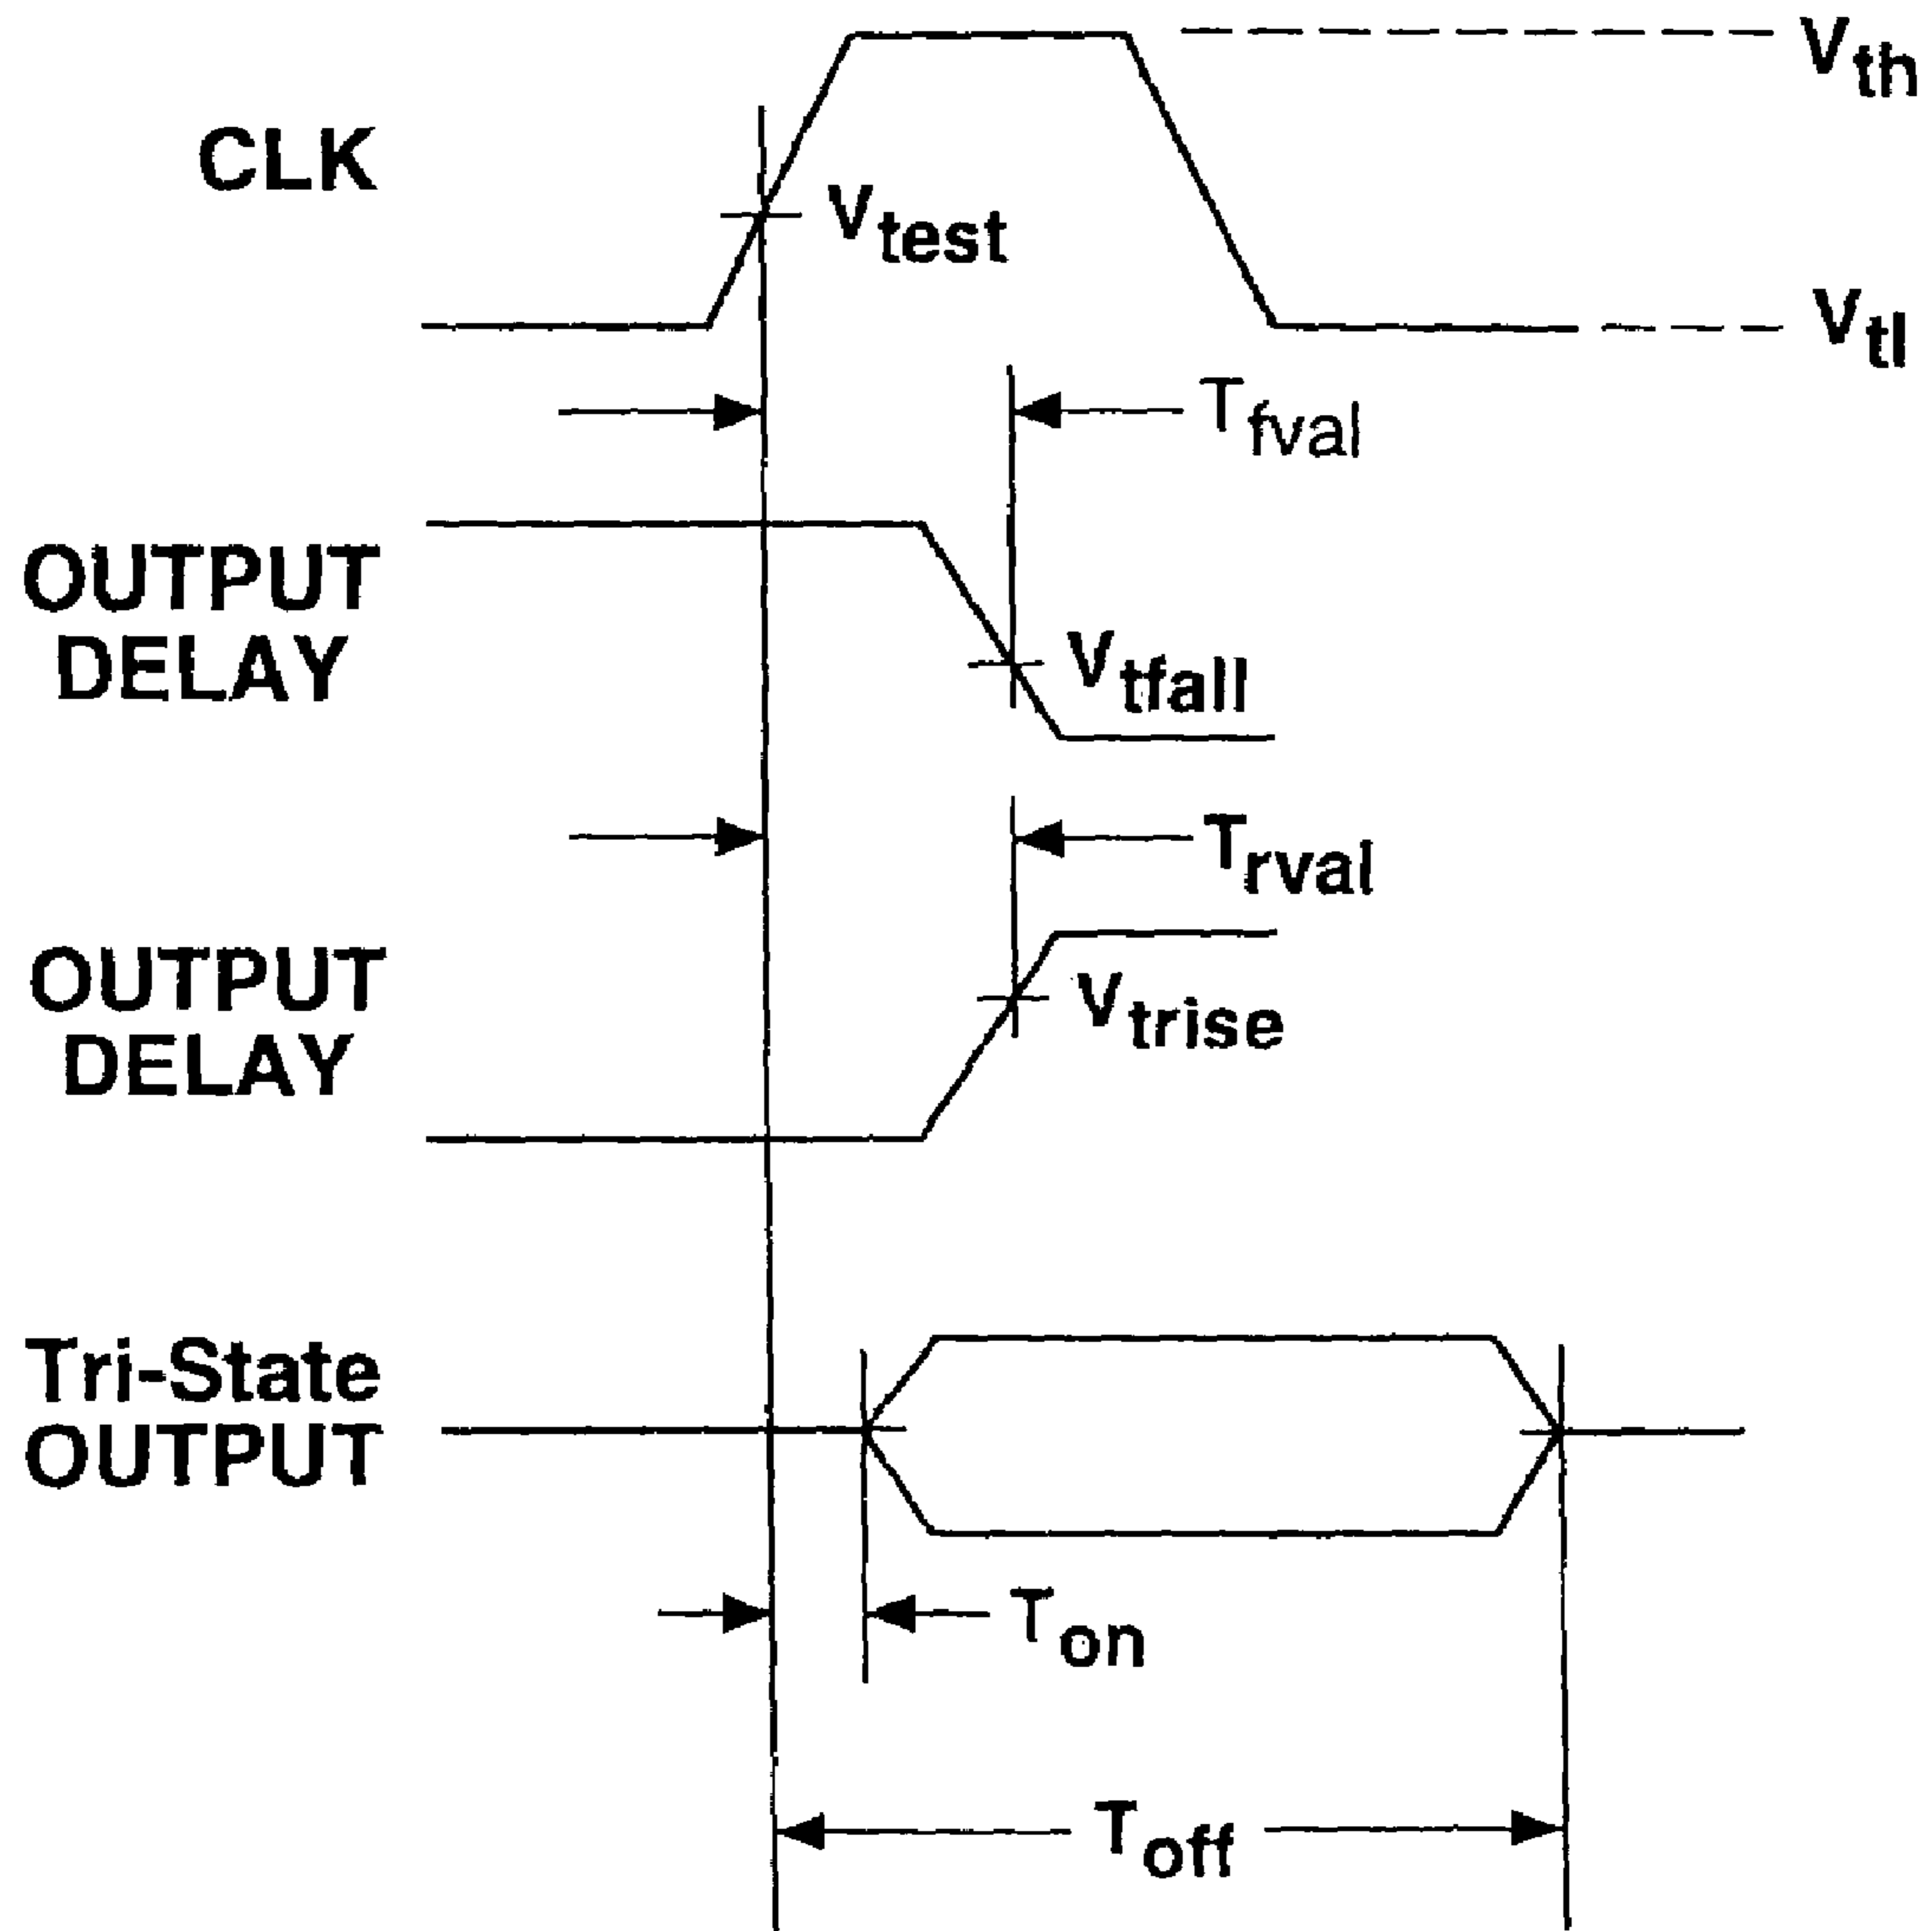 Vth
CLK
Vtest
Vtl
Tfval
OUTPUT
DELAY
Vtfall
Trval
OUTPUT
DELAY
Vtrise
Tri-State
OUTPUT
Ton
Toff